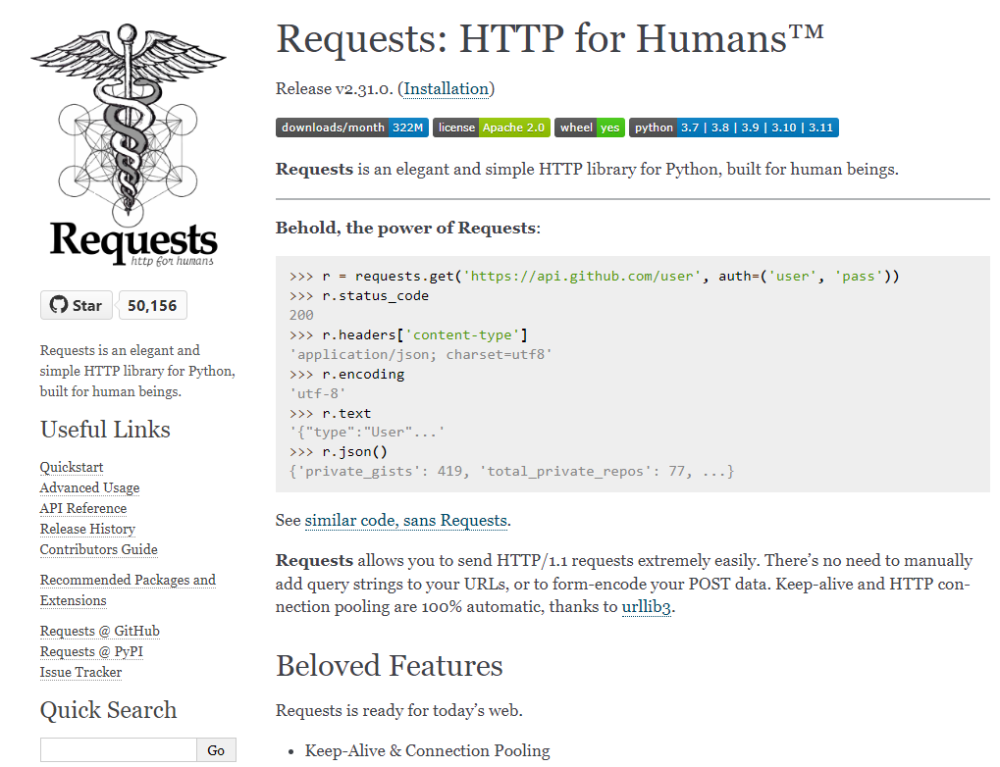 Requests
http for humans
Star
50,156
Requests is an elegant and
simple HTTP library for Python,
built for human beings.
Useful Links
Quickstart
Advanced Usage
API Reference
Release History
Contributors Guide
Recommended Packages and
Extensions
Requests @ GitHub
Requests @ PyPI
Issue Tracker
Quick Search
Go
Requests: HTTP for Humans™
Release v2.31.0. (Installation)
downloads/month 322M license Apache 2.0 wheel yes python 3.7 | 3.8 | 3.9 | 3.10 | 3.11
Requests is an elegant and simple HTTP library for Python, built for human beings.
Behold, the power of Requests:
>>> r = requests.get('https://api.github.com/user', auth=('user', 'pass'))
>>> r.status_code
200
>>> r.headers['content-type']
'application/json; charset=utf8'
>>> r.encoding
'utf-8'
>>> r.text
'{"type":"User"...'
>>> r.json()
{'private_gists': 419, 'total_private_repos': 77, ...}
See similar code, sans Requests.
Requests allows you to send HTTP/1.1 requests extremely easily. There’s no need to manually
add query strings to your URLs, or to form-encode your POST data. Keep-alive and HTTP con-
nection pooling are 100% automatic, thanks to urllib3.
Beloved Features
Requests is ready for today’s web.
• Keep-Alive & Connection Pooling